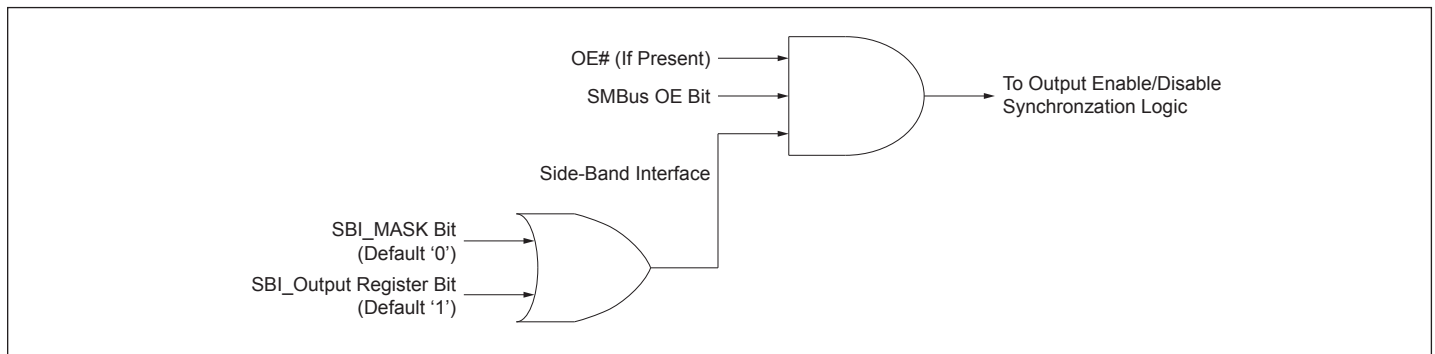 OE# (If Present)
SMBus OE Bit
To Output Enable/Disable
Synchronzation Logic
Side-Band Interface
SBI_MASK Bit
(Default ‘0’)
SBI_Output Register Bit
(Default ‘1’)